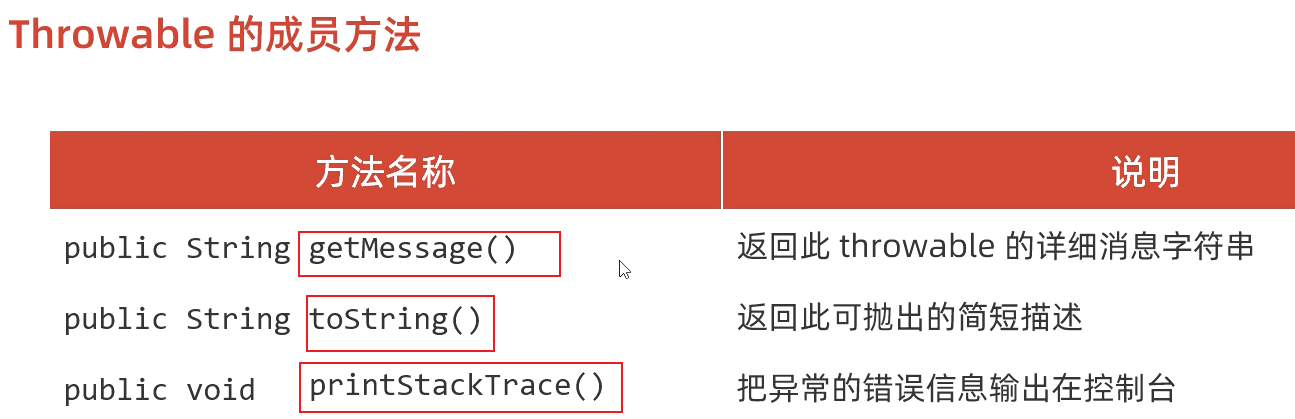 Throwable 的成员方法
方法名称 说明
public String getMessage() 返回此 throwable 的详细消息字符串
public String toString() 返回此可抛出的简短描述
public void printStackTrace() 把异常的错误信息输出在控制台